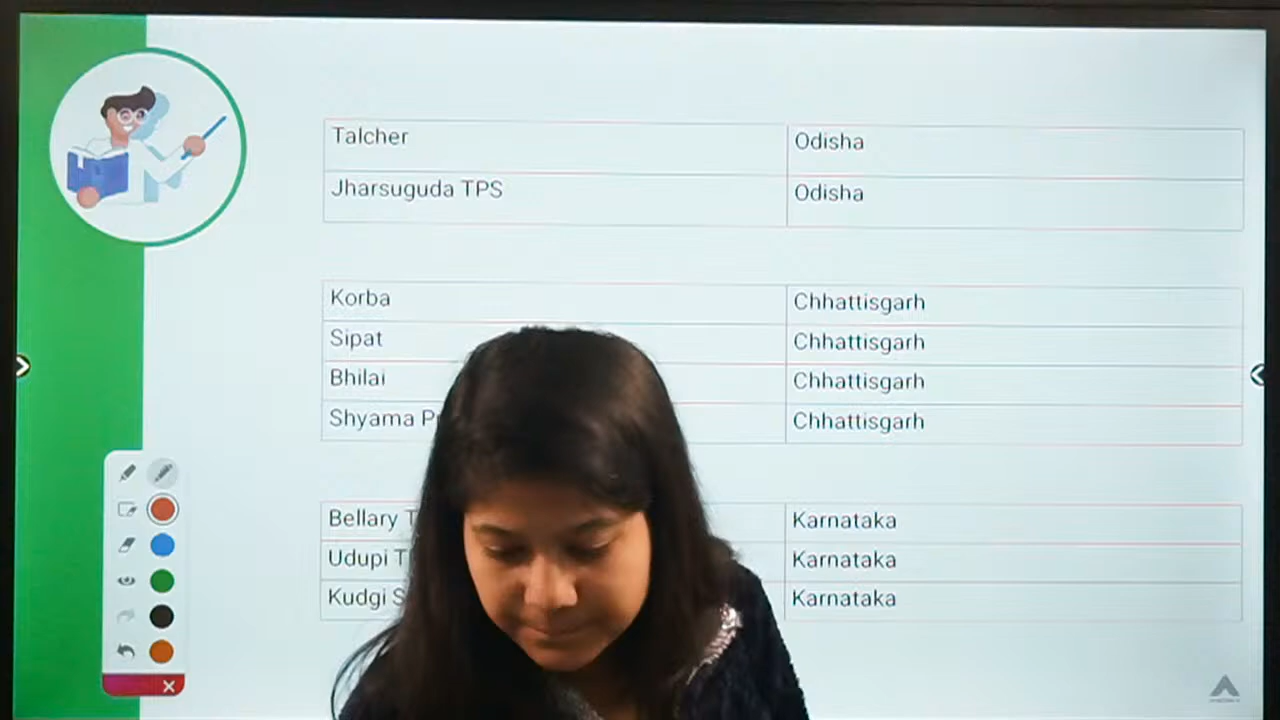 Talcher Odisha
Jharsuguda TPS Odisha
Korba Chhattisgarh
Sipat Chhattisgarh
Bhilai Chhattisgarh
Shyama Chhattisgarh
Bellary Karnataka
Udupi Karnataka
Kudgi Karnataka